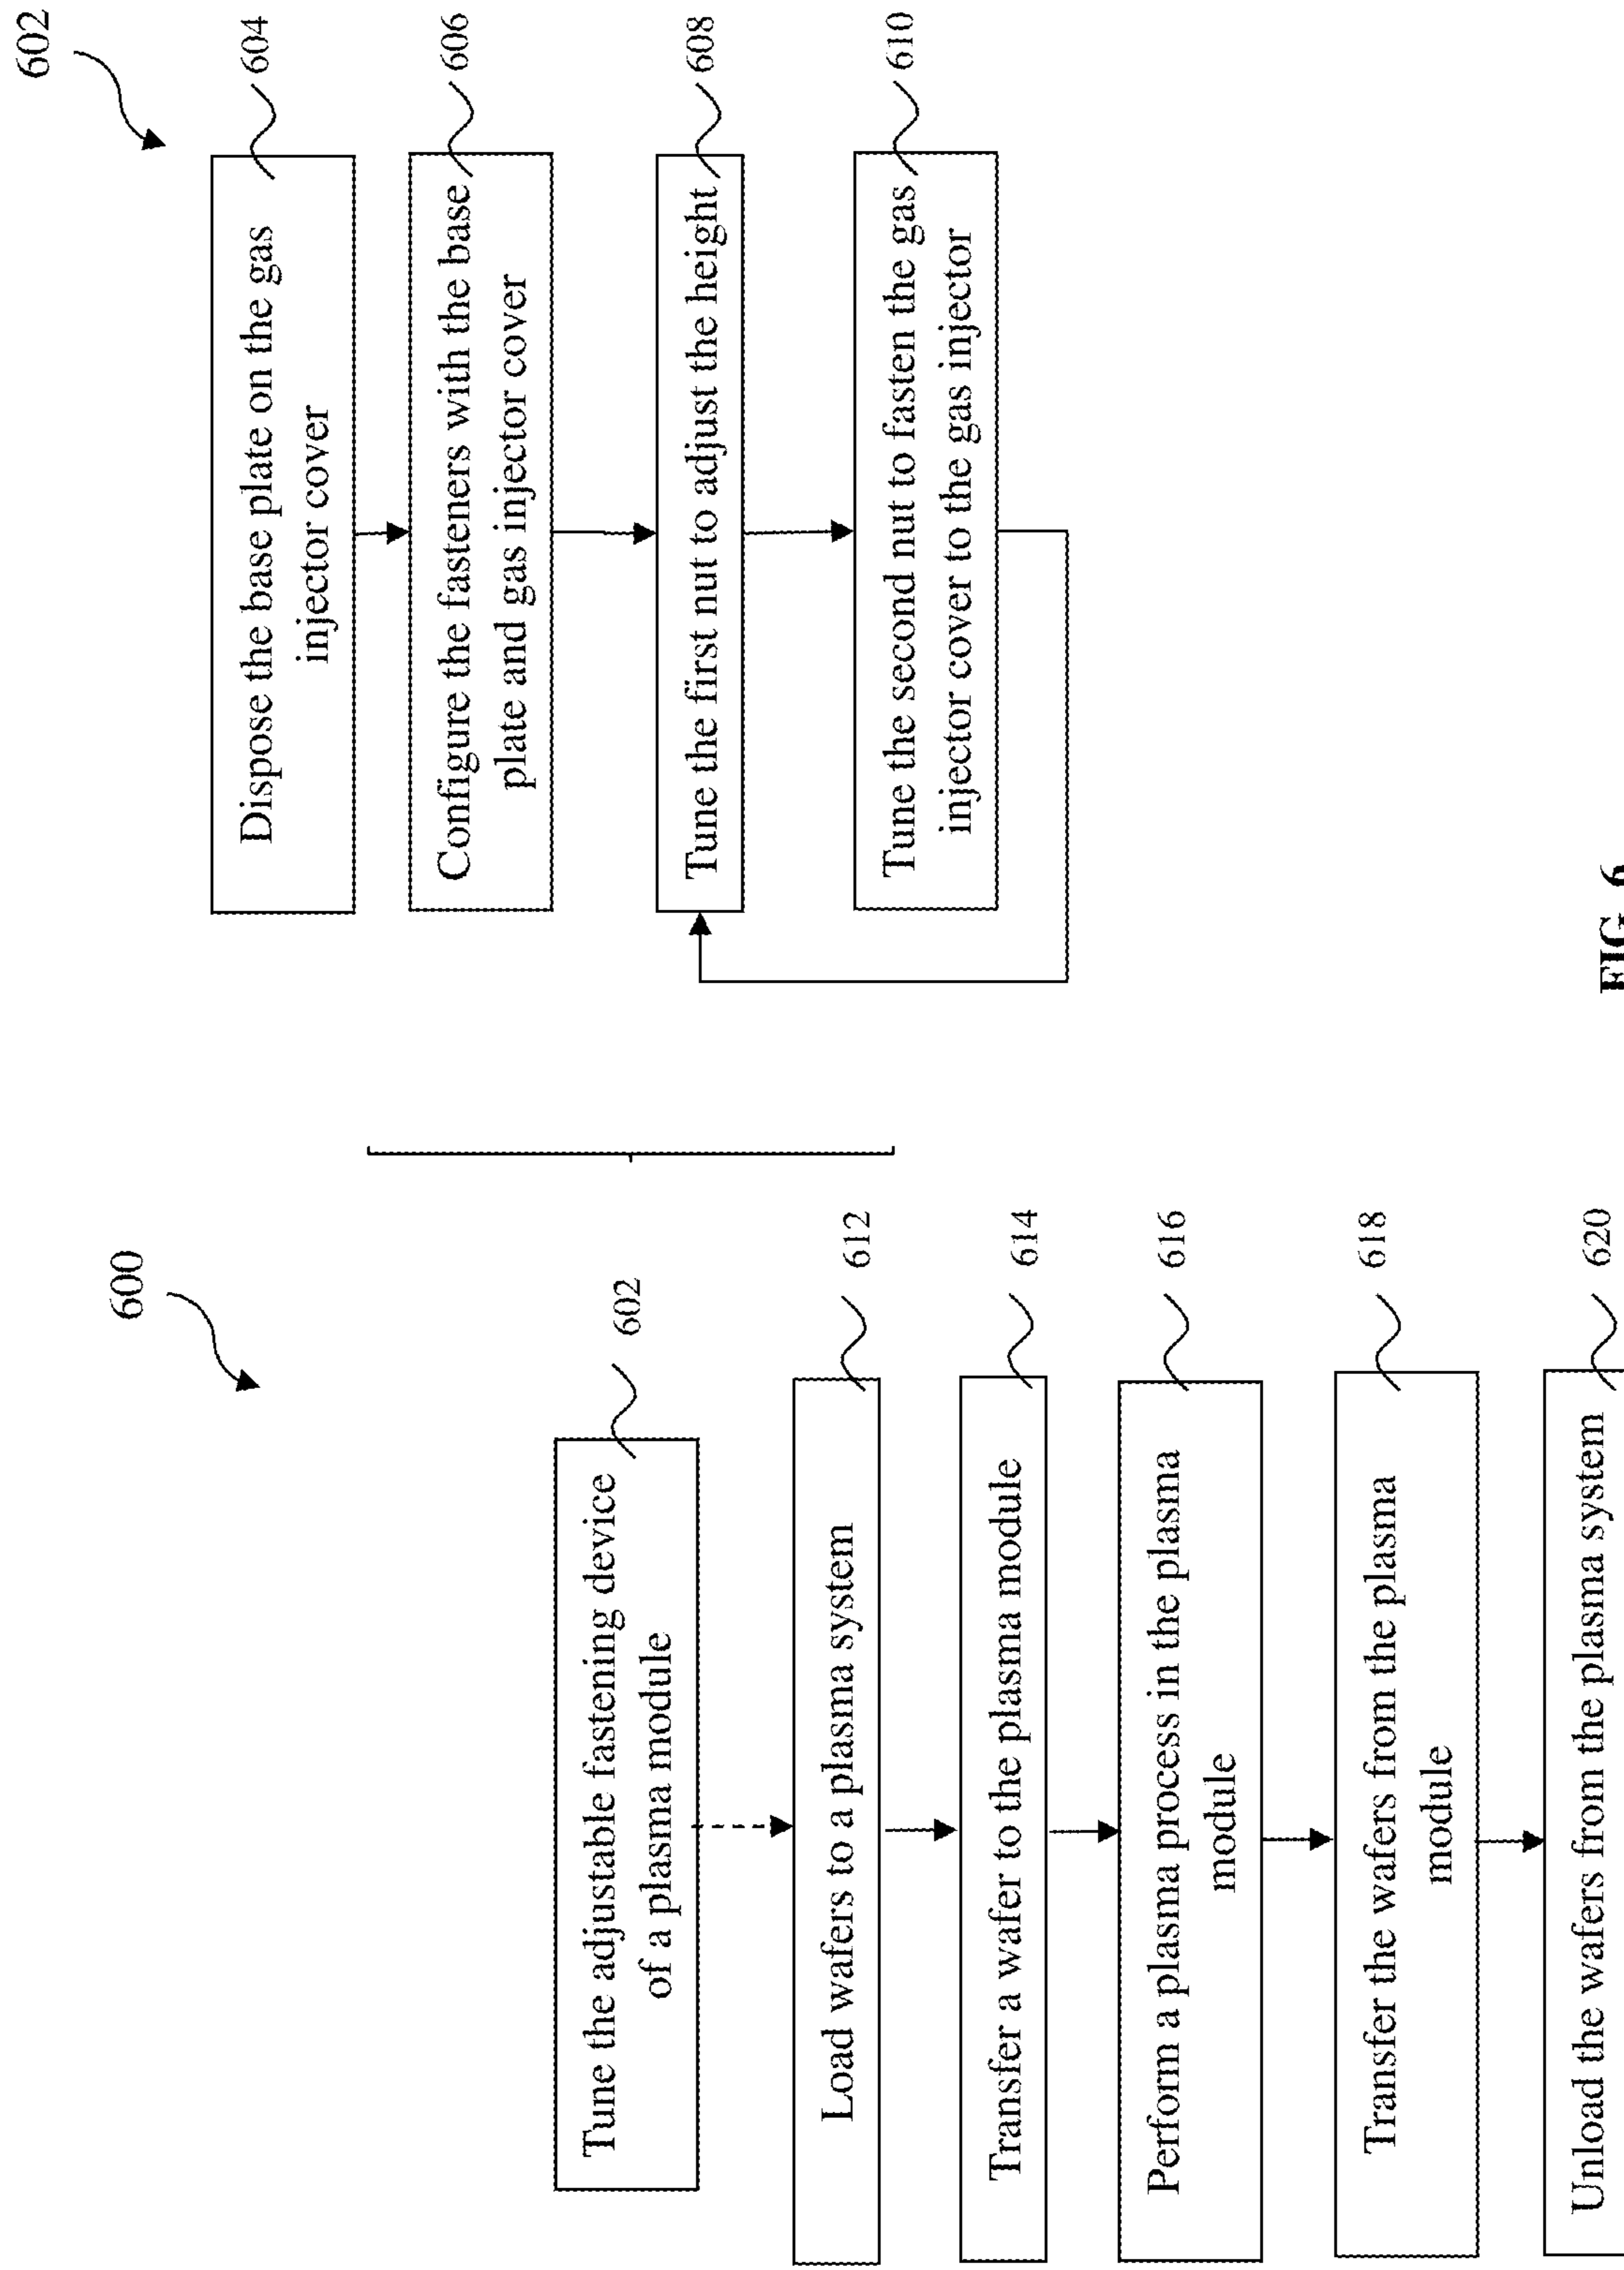 600
602
Tune the adjustable fastening device
of a plasma module
612
Load wafers to a plasma system
614
Transfer a wafer to the plasma module
616
Perform a plasma process in the plasma
module
618
Transfer the wafers from the plasma
module
620
Unload the wafers from the plasma system
602
604
Dispose the base plate on the gas
injector cover
606
Configure the fasteners with the base
plate and gas injector cover
608
Tune the first nut to adjust the height
610
Tune the second nut to fasten the gas
injector cover to the gas injector
FIG. 6